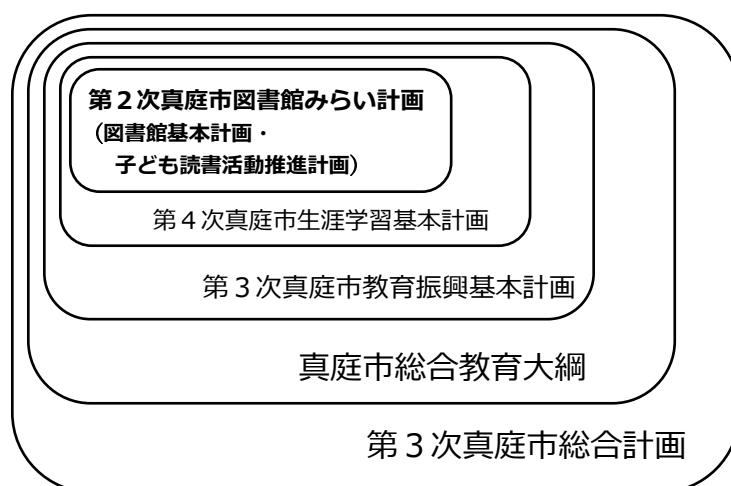 第２次真庭市図書館みらい計画
（図書館基本計画・
子ども読書活動推進計画）
第４次真庭市生涯学習基本計画
第３次真庭市教育振興基本計画
真庭市総合教育大綱
第３次真庭市総合計画